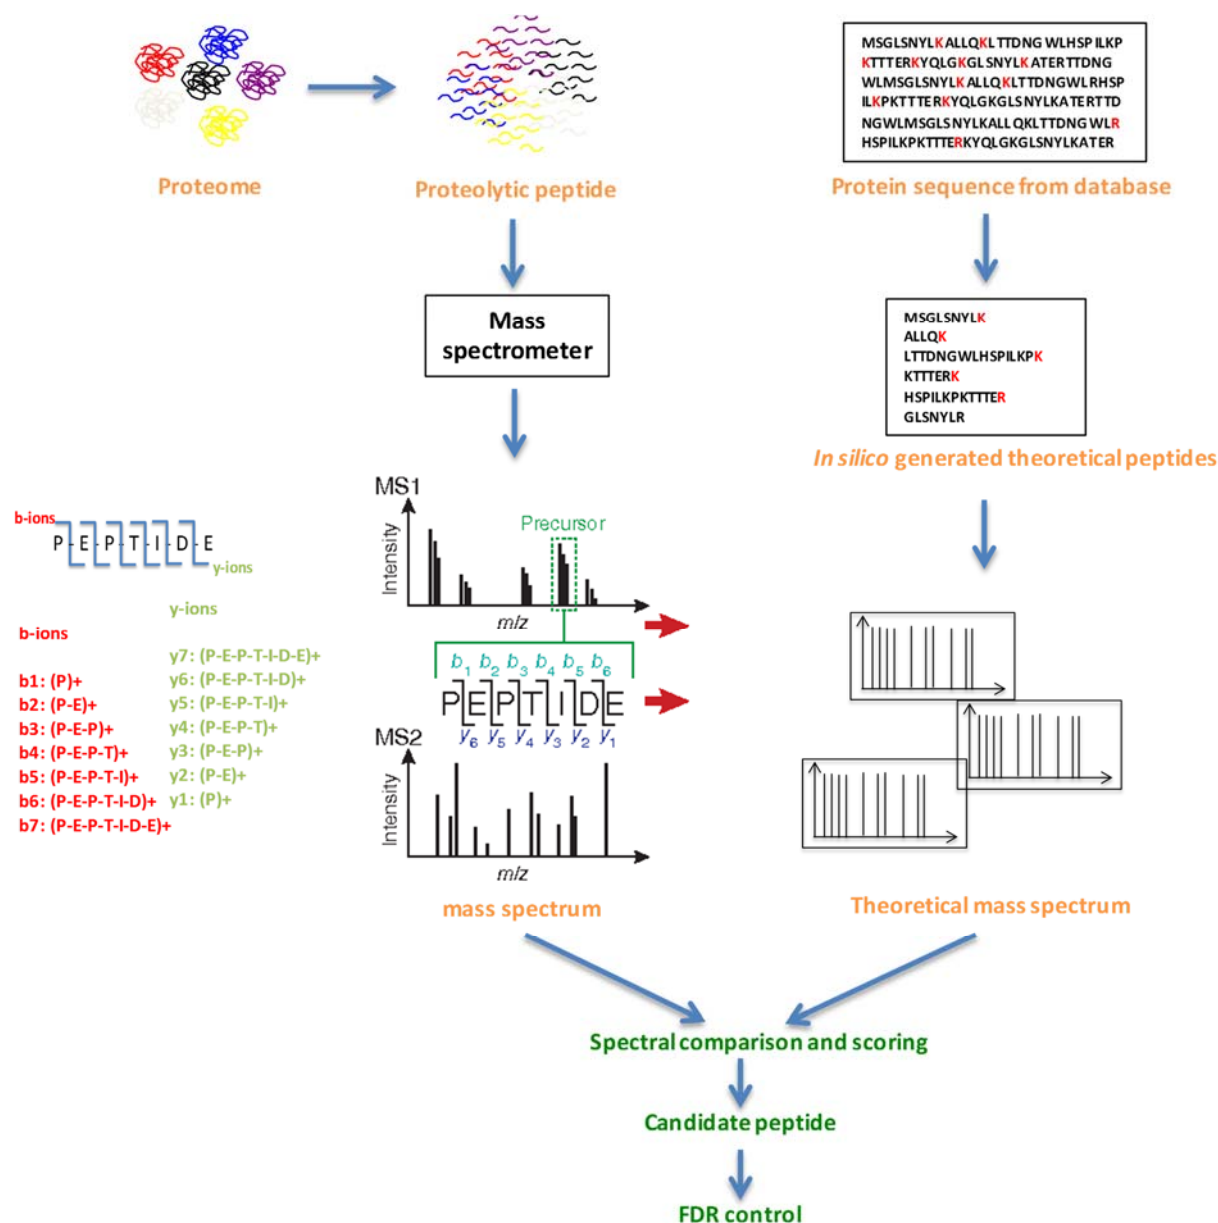 Proteome
Proteolytic peptide
MSGLSNYLKALLQKLTTDNGWLHSPILKP
KTTTERKYQLGKGLSNYLKATERTTDNG
WLMSGLSNYLKALLQKLTTDNGWLRHSP
ILKPKTTTERKYQLGKGLSNYLKATERTTD
NGWLMSGLSNYLKALLQKLTTDNGWLR
HSPILKPKTTTERKYQLGKGLSNYLKATER
Protein sequence from database
Mass
spectrometer
MSGLSNYLK
ALLQK
LTTDNGWLHSPILKPK
KTTTERK
HSPILKPKTTTER
GLSNYLR
In silico generated theoretical peptides
b-ions
P-E-P-T-I-D-E
y-ions
b-ions
b1: (P)+
b2: (P-E)+
b3: (P-E-P)+
b4: (P-E-P-T)+
b5: (P-E-P-T-I)+
b6: (P-E-P-T-I-D)+
b7: (P-E-P-T-I-D-E)+
y-ions
y7: (P-E-P-T-I-D-E)+
y6: (P-E-P-T-I-D)+
y5: (P-E-P-T-I)+
y4: (P-E-P-T)+
y3: (P-E-P)+
y2: (P-E)+
y1: (P)+
MS1
Intensity
Precursor
m/z
b1 b2 b3 b4 b5 b6
PEPTIDE
y6 y5 y4 y3 y2 y1
MS2
Intensity
m/z
mass spectrum
Theoretical mass spectrum
Spectral comparison and scoring
Candidate peptide
FDR control